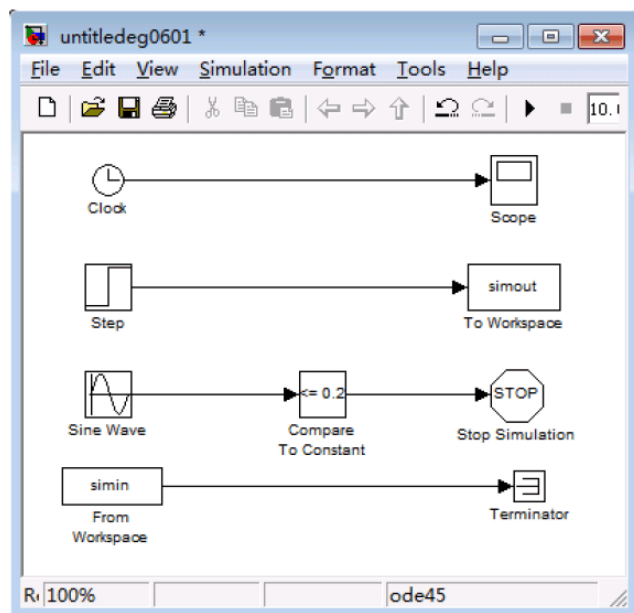 untitledeg0601 *
File Edit View Simulation Format Tools Help
10.
Clock
Scope
Step
simout
To Workspace
Sine Wave
<= 0.2
Compare
To Constant
STOP
Stop Simulation
simin
From
Workspace
Terminator
100%
ode45